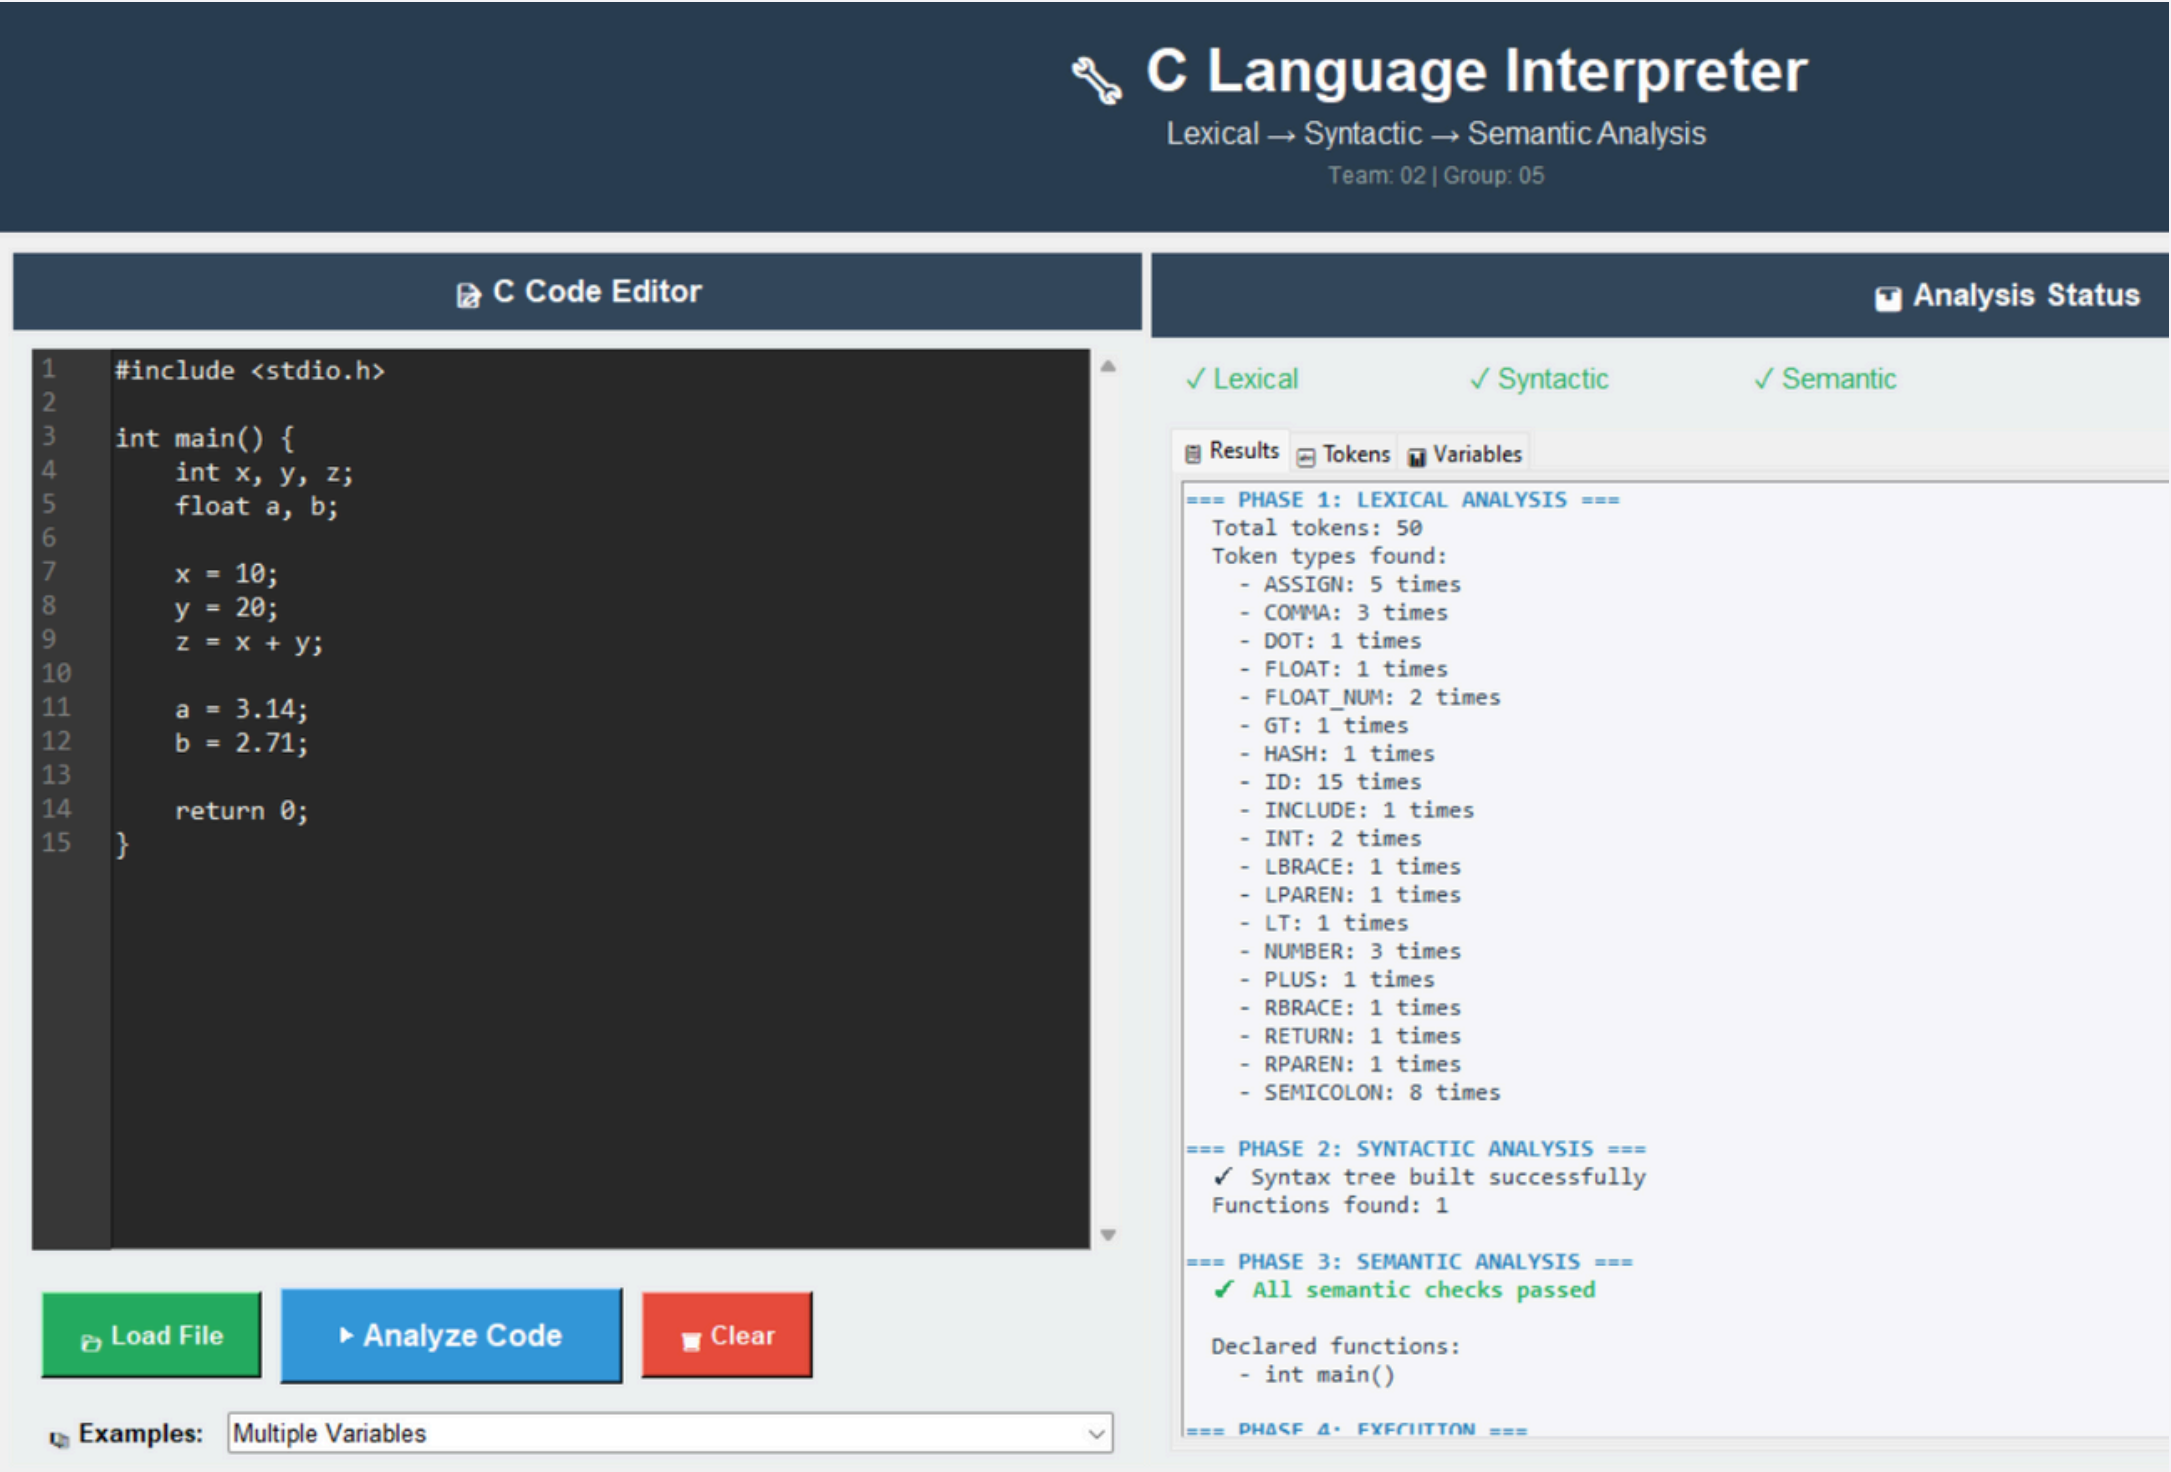 C Language Interpreter
Lexical → Syntactic → Semantic Analysis
Team: 02 | Group: 05
C Code Editor
1 #include <stdio.h>
2
3 int main() {
4     int x, y, z;
5     float a, b;
6
7     x = 10;
8     y = 20;
9     z = x + y;
10
11     a = 3.14;
12     b = 2.71;
13
14     return 0;
15 }
Load File
Analyze Code
Clear
Examples: Multiple Variables
Analysis Status
✓ Lexical ✓ Syntactic ✓ Semantic
Results Tokens Variables
=== PHASE 1: LEXICAL ANALYSIS ===
Total tokens: 50
Token types found:
- ASSIGN: 5 times
- COMMA: 3 times
- DOT: 1 times
- FLOAT: 1 times
- FLOAT_NUM: 2 times
- GT: 1 times
- HASH: 1 times
- ID: 15 times
- INCLUDE: 1 times
- INT: 2 times
- LBRACE: 1 times
- LPAREN: 1 times
- LT: 1 times
- NUMBER: 3 times
- PLUS: 1 times
- RBRACE: 1 times
- RETURN: 1 times
- RPAREN: 1 times
- SEMICOLON: 8 times
=== PHASE 2: SYNTACTIC ANALYSIS ===
✓ Syntax tree built successfully
Functions found: 1
=== PHASE 3: SEMANTIC ANALYSIS ===
✓ All semantic checks passed
Declared functions:
- int main()
=== PHASE 4: EXECUTION ===